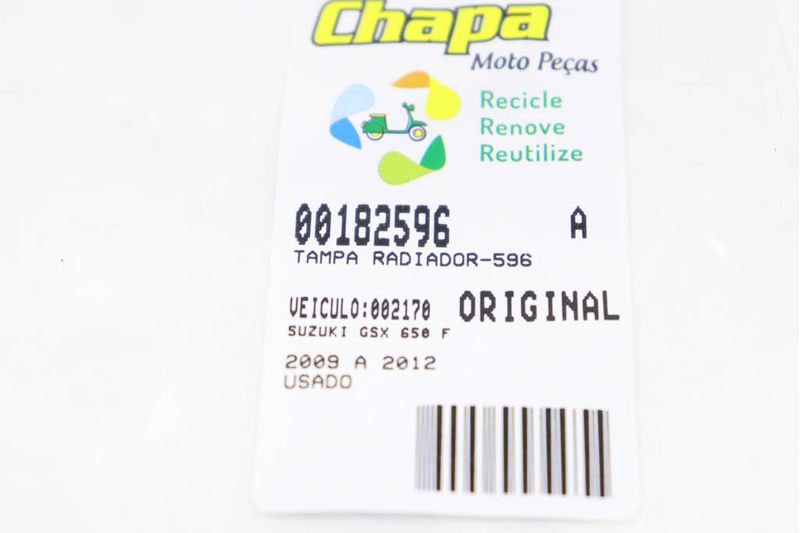 Chapa
Moto Peças
Recicle
Renove
Reutilize
00182596 A
TAMPA RADIADOR-596
VEICULO:002170 ORIGINAL
SUZUKI GSX 650 F
2009 A 2012
USADO